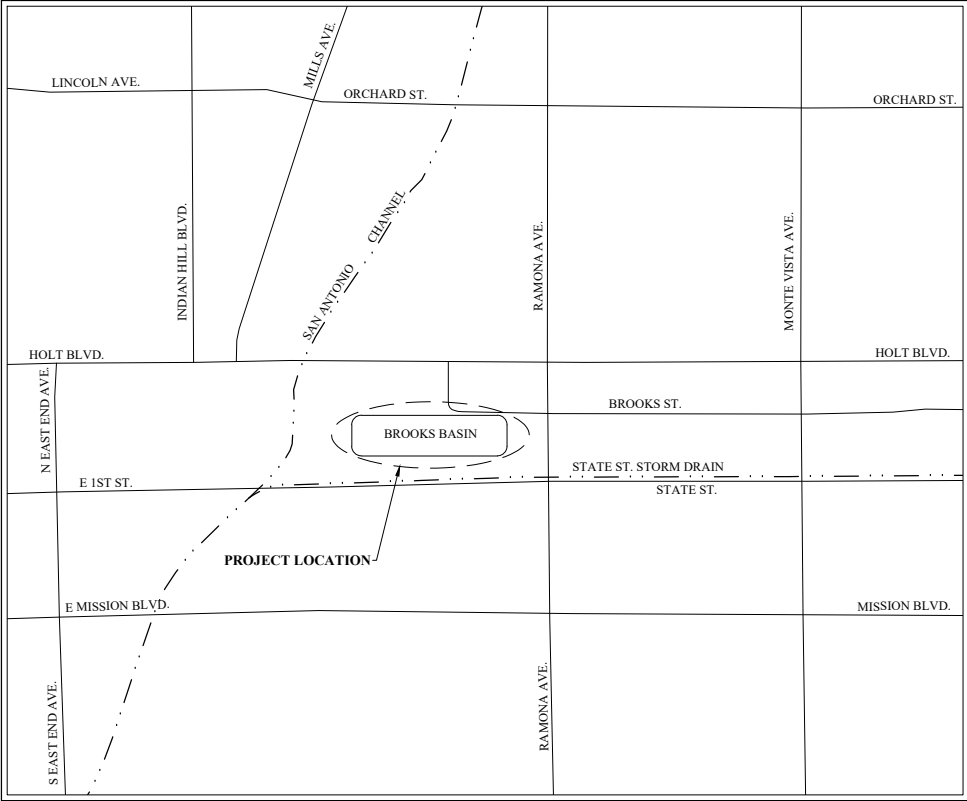 MILLS AVE.
LINCOLN AVE.
ORCHARD ST.
ORCHARD ST.
INDIAN HILL BLVD.
SAN ANTONIO CHANNEL
RAMONA AVE.
MONTE VISTA AVE.
HOLT BLVD.
HOLT BLVD.
N EAST END AVE.
BROOKS ST.
BROOKS BASIN
STATE ST. STORM DRAIN
E 1ST ST.
STATE ST.
PROJECT LOCATION
E MISSION BLVD.
MISSION BLVD.
S EAST END AVE.
RAMONA AVE.